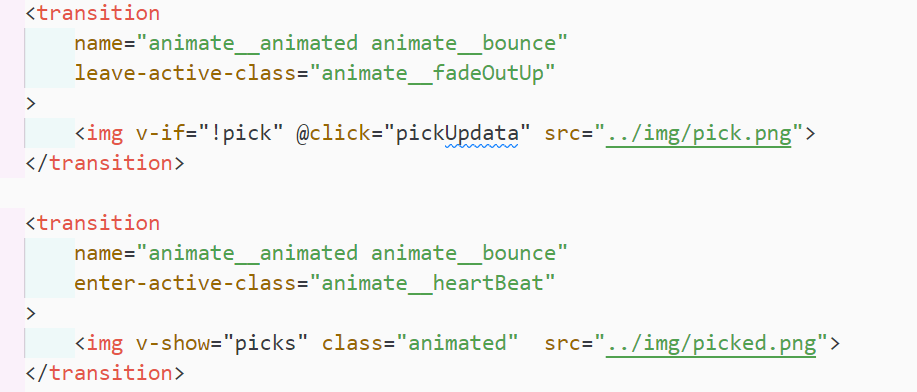 <transition
name="animate__animated animate__bounce"
leave-active-class="animate__fadeOutUp"
>
<img v-if="!pick" @click="pickUpdata" src="../img/pick.png">
</transition>
<transition
name="animate__animated animate__bounce"
enter-active-class="animate__heartBeat"
>
<img v-show="picks" class="animated" src="../img/picked.png">
</transition>